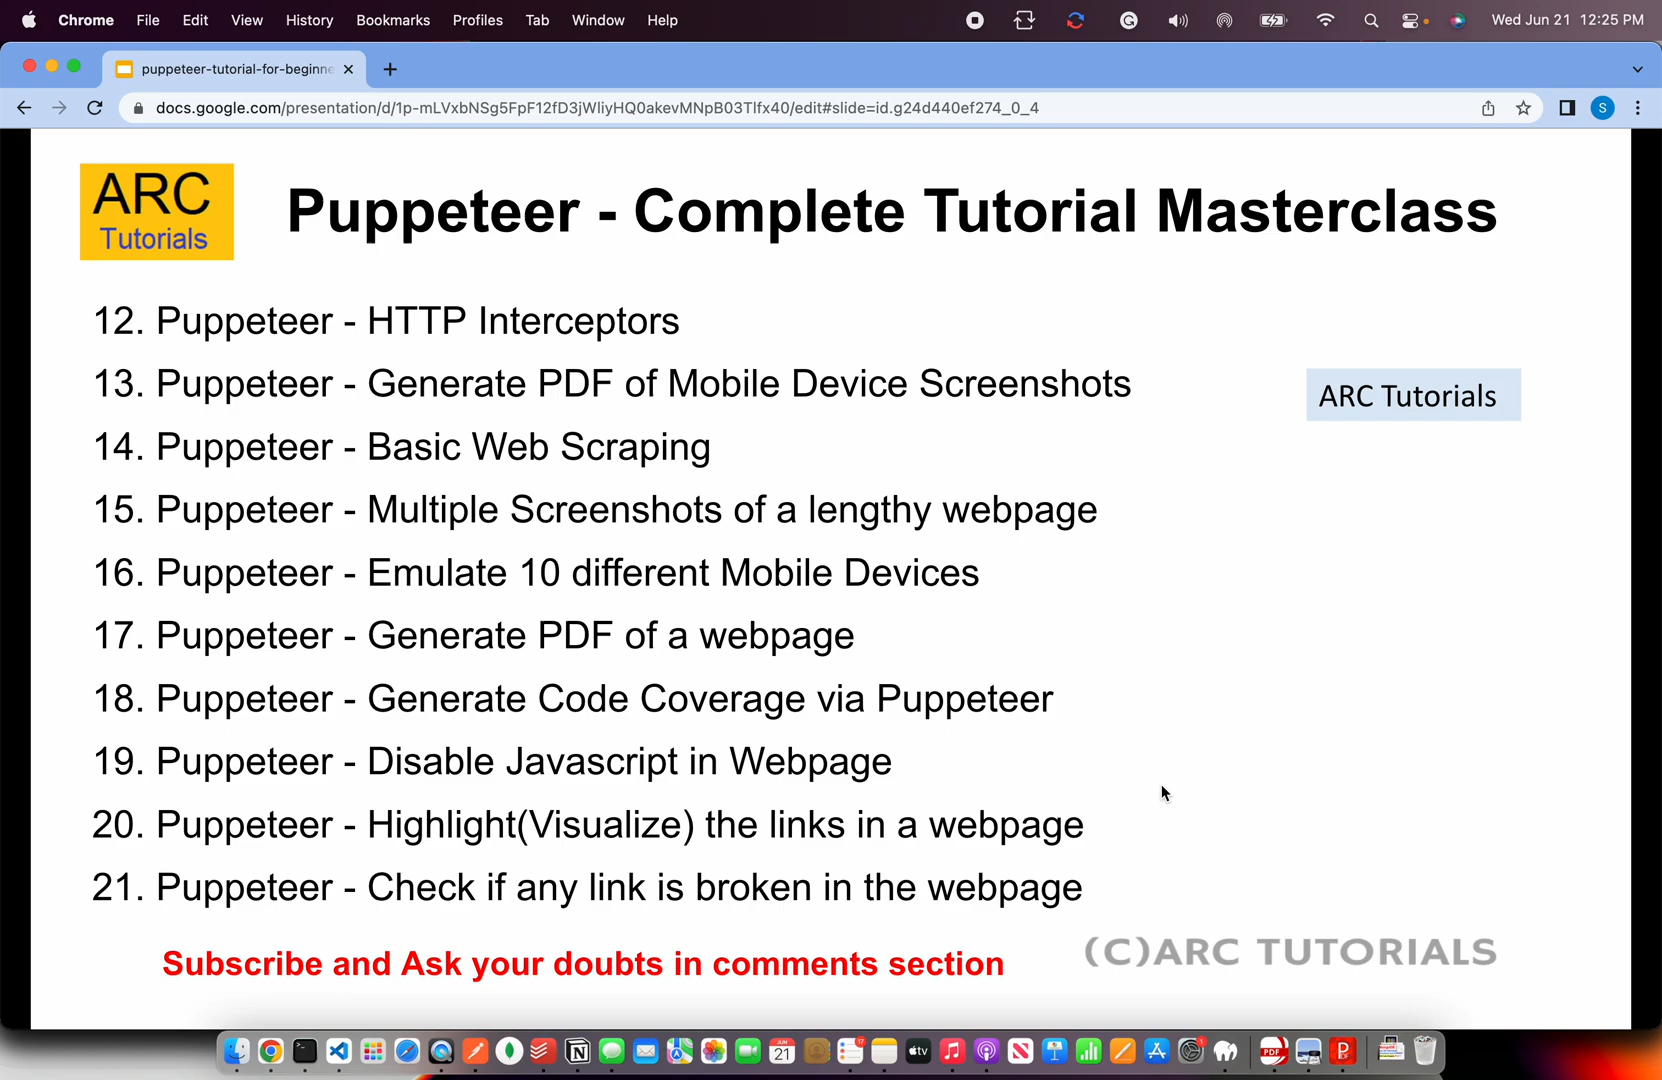 Chrome File Edit View History Bookmarks Profiles Tab Window Help Wed Jun 21 12:25 PM
puppeteer-tutorial-for-beginne
docs.google.com/presentation/d/1p-mLVxbNSg5FpF12fD3jWliyHQ0akevMNpB03Tlfx40/edit#slide=id.g24d440ef274_0_4
S
ARC
Tutorials
Puppeteer - Complete Tutorial Masterclass
12. Puppeteer - HTTP Interceptors
13. Puppeteer - Generate PDF of Mobile Device Screenshots
ARC Tutorials
14. Puppeteer - Basic Web Scraping
15. Puppeteer - Multiple Screenshots of a lengthy webpage
16. Puppeteer - Emulate 10 different Mobile Devices
17. Puppeteer - Generate PDF of a webpage
18. Puppeteer - Generate Code Coverage via Puppeteer
19. Puppeteer - Disable Javascript in Webpage
20. Puppeteer - Highlight(Visualize) the links in a webpage
21. Puppeteer - Check if any link is broken in the webpage
Subscribe and Ask your doubts in comments section
(C)ARC TUTORIALS
JUN
21
17
tv
1
PDF